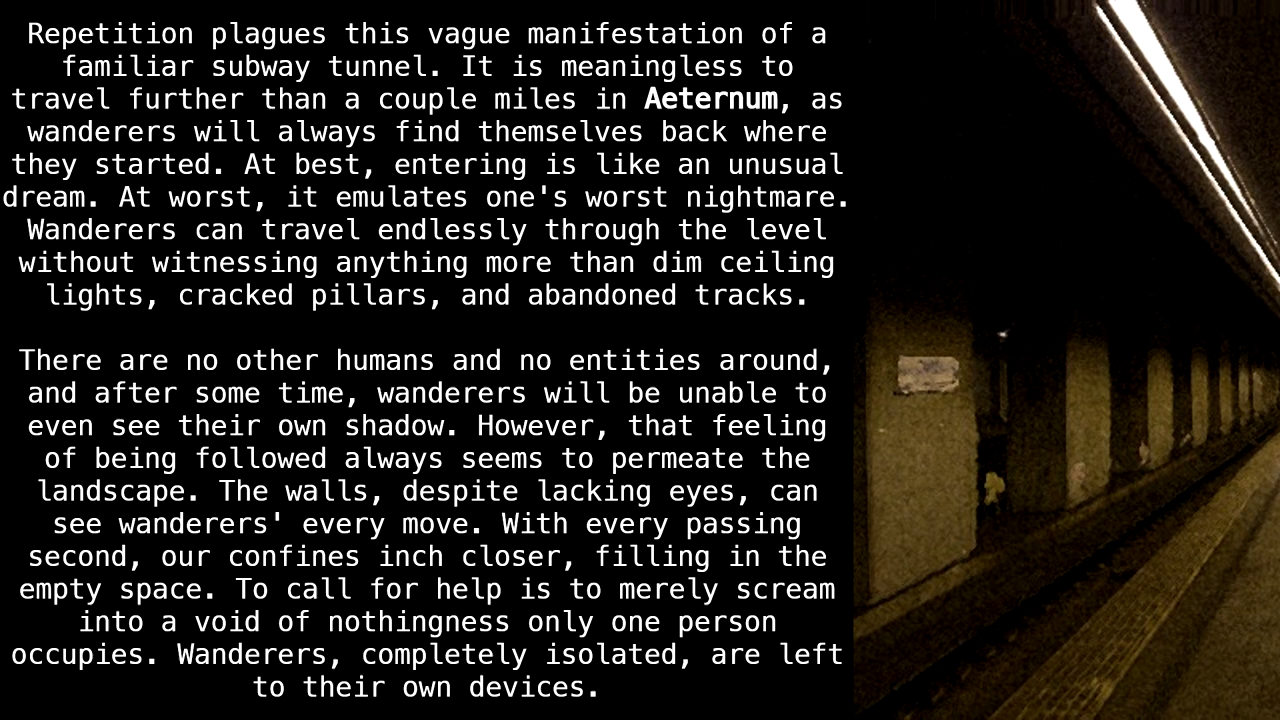 Repetition plagues this vague manifestation of a
familiar subway tunnel. It is meaningless to
travel further than a couple miles in Aeternum, as
wanderers will always find themselves back where
they started. At best, entering is like an unusual
dream. At worst, it emulates one's worst nightmare.
Wanderers can travel endlessly through the level
without witnessing anything more than dim ceiling
lights, cracked pillars, and abandoned tracks.
There are no other humans and no entities around,
and after some time, wanderers will be unable to
even see their own shadow. However, that feeling
of being followed always seems to permeate the
landscape. The walls, despite lacking eyes, can
see wanderers' every move. With every passing
second, our confines inch closer, filling in the
empty space. To call for help is to merely scream
into a void of nothingness only one person
occupies. Wanderers, completely isolated, are left
to their own devices.